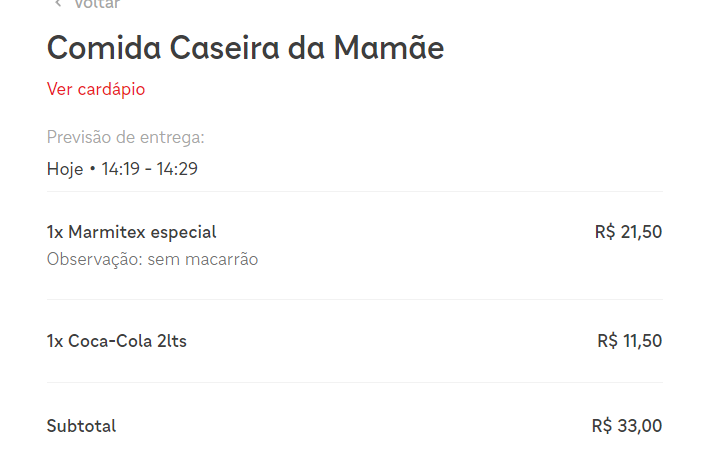 Voltar
Comida Caseira da Mamãe
Ver cardápio
Previsão de entrega:
Hoje • 14:19 - 14:29
1x Marmitex especial R$ 21,50
Observação: sem macarrão
1x Coca-Cola 2lts R$ 11,50
Subtotal R$ 33,00